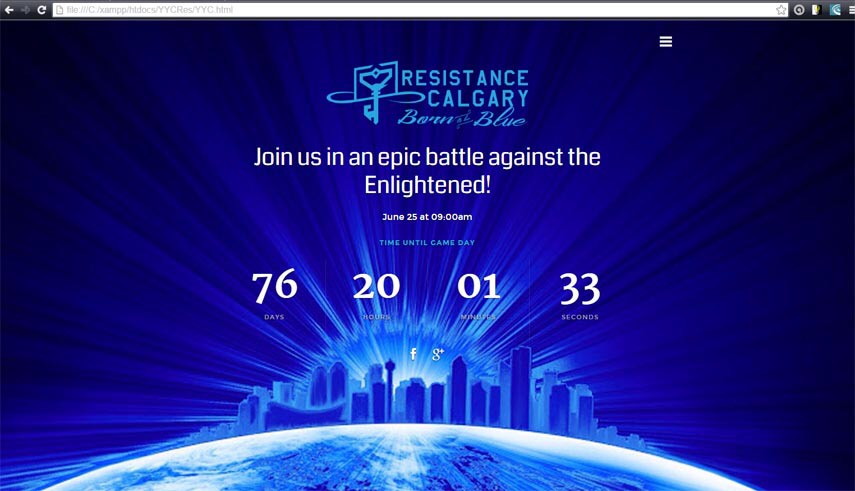 file:///C:/xampp/htdocs/YYCRes/YYC.html
RESISTANCE
CALGARY
Born of Blue
Join us in an epic battle against the
Enlightened!
June 25 at 09:00am
TIME UNTIL GAME DAY
76 20 01 33
DAYS HOURS MINUTES SECONDS
f g+